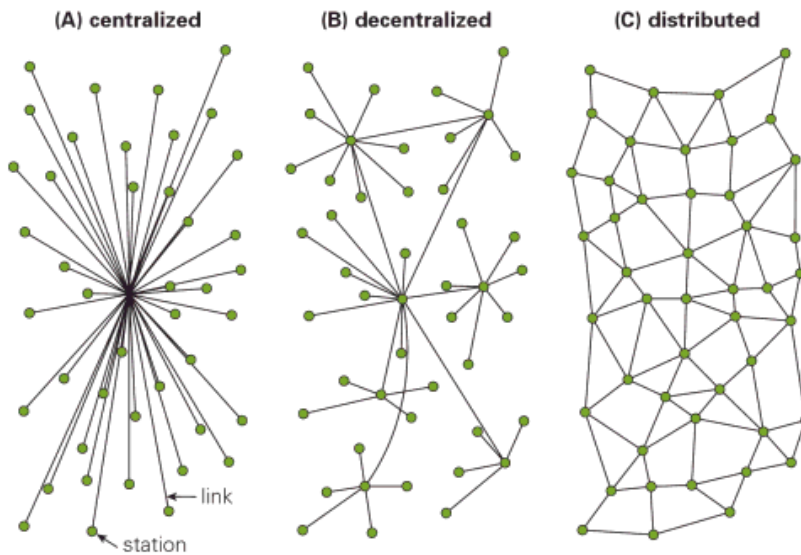 (A) centralized
(B) decentralized
(C) distributed
link
station